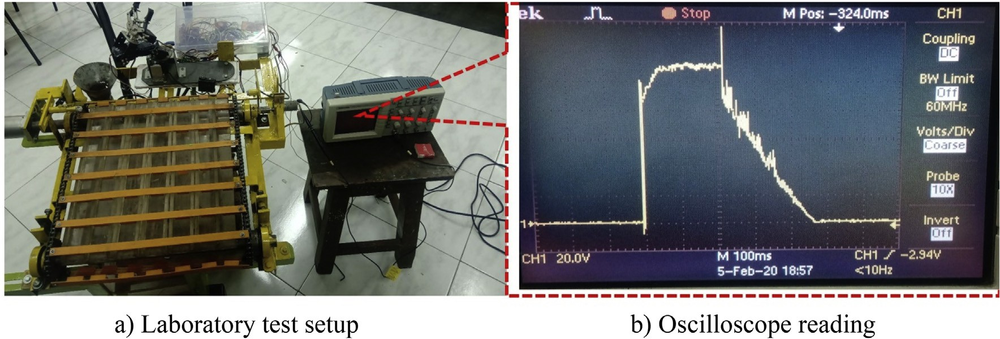 ek Stop M Pos: -324.0ms CH1
Coupling
DC
BW Limit
Off
60MHz
Volts/Div
Coarse
Probe
10X
Invert
Off
1
CH1 20.0V M 100ms CH1 -2.94V
5-Feb-20 18:57 <10Hz
a) Laboratory test setup
b) Oscilloscope reading